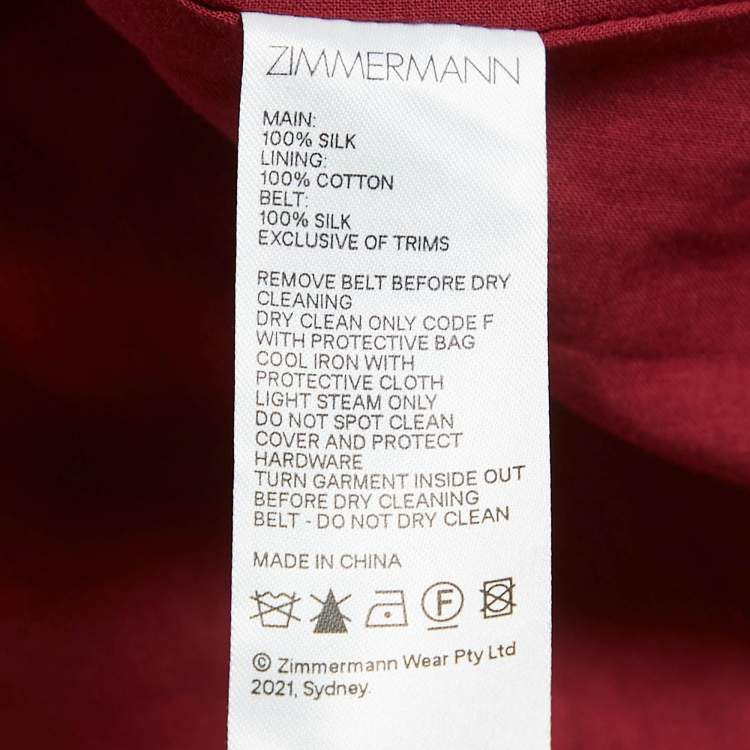 ZIMMERMANN
MAIN:
100% SILK
LINING:
100% COTTON
BELT:
100% SILK
EXCLUSIVE OF TRIMS
REMOVE BELT BEFORE DRY
CLEANING
DRY CLEAN ONLY CODE F
WITH PROTECTIVE BAG
COOL IRON WITH
PROTECTIVE CLOTH
LIGHT STEAM ONLY
DO NOT SPOT CLEAN
COVER AND PROTECT
HARDWARE
TURN GARMENT INSIDE OUT
BEFORE DRY CLEANING
BELT - DO NOT DRY CLEAN
MADE IN CHINA
F
© Zimmermann Wear Pty Ltd
2021, Sydney.